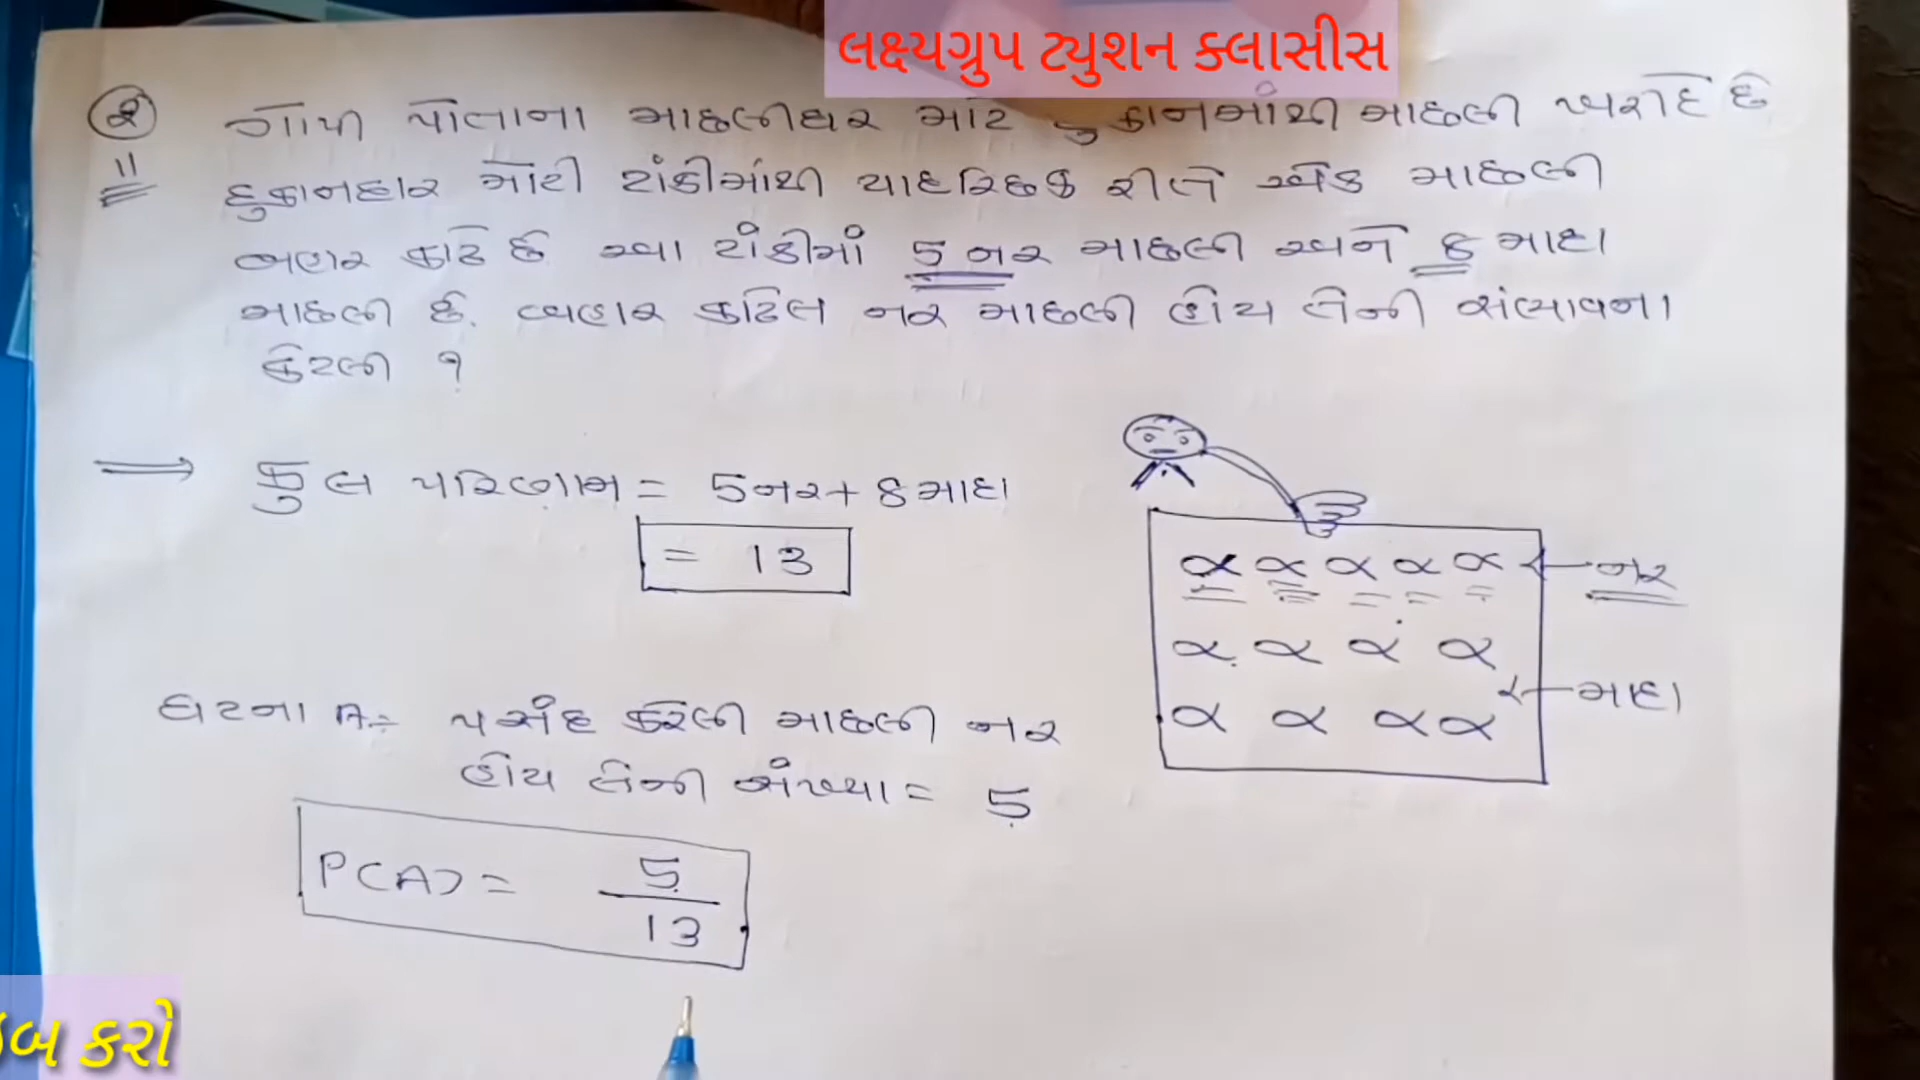 લક્ષ્યગ્રુપ ટ્યુશન ક્લાસીસ
૨ ગોપી પોતાના માછલીઘર માટે દુકાનમાંથી માછલી ખરીદે છે
દુકાનદાર મોટી ટાંકીમાંથી યાદચ્છિક રીતે એક માછલી
બહાર કાઢે છે આ ટાંકીમાં 5 નર માછલી અને 8 માદા
માછલી છે. બહાર કાઢેલ નર માછલી હોય તેની સંભાવના
કેટલી ?
⟹ કુલ પરિણામ = 5 નર + 8 માદા
= 13
α α α α α ← નર
α α α α
← માદા
α α α α
ઘટના A:- પસંદ કરેલી માછલી નર
હોય તેની સંખ્યા = 5
P(A) = 5/13
બ કરો